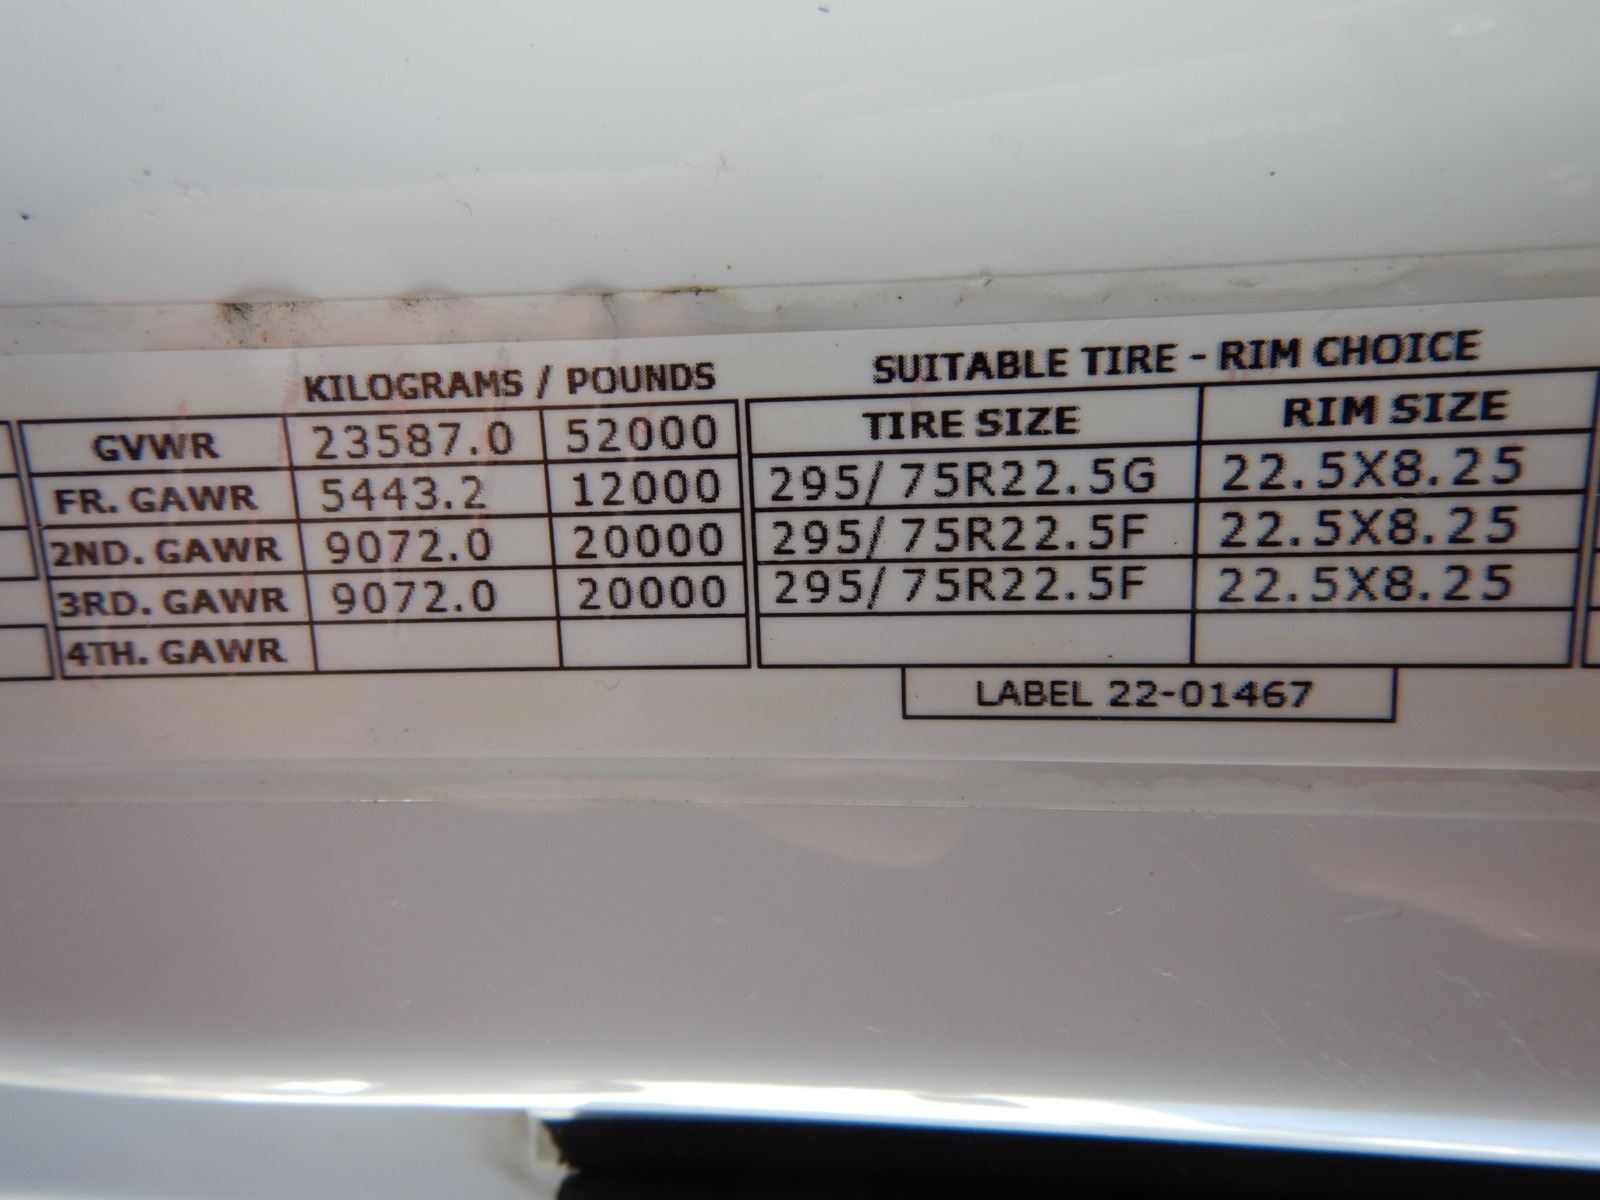 KILOGRAMS / POUNDS SUITABLE TIRE - RIM CHOICE
GVWR 23587.0 52000 TIRE SIZE RIM SIZE
FR. GAWR 5443.2 12000 295/ 75R22.5G 22.5X8.25
2ND. GAWR 9072.0 20000 295/ 75R22.5F 22.5X8.25
3RD. GAWR 9072.0 20000 295/ 75R22.5F 22.5X8.25
4TH. GAWR
LABEL 22-01467